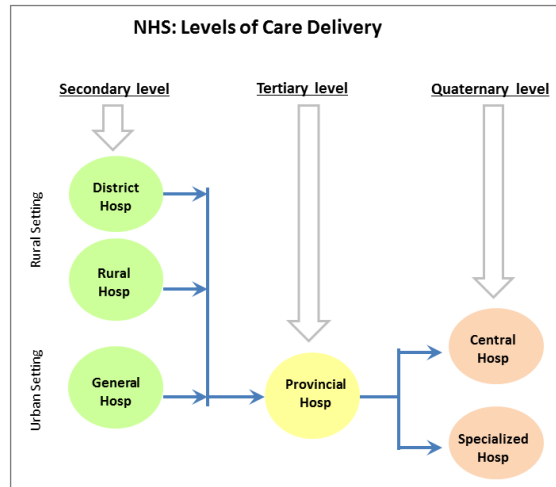 NHS: Levels of Care Delivery
Secondary level
Tertiary level
Quaternary level
Rural Setting
District
Hosp
Rural
Hosp
Urban Setting
General
Hosp
Provincial
Hosp
Central
Hosp
Specialized
Hosp